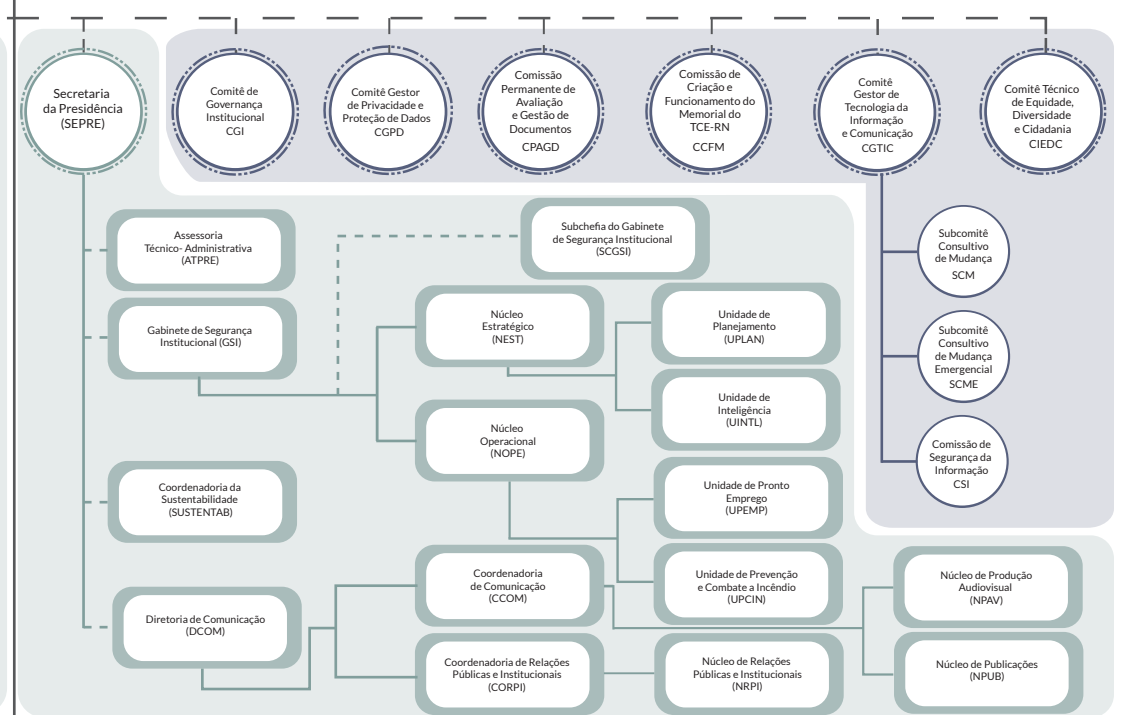 Secretaria
da Presidência
(SEPRE)
Comitê de
Governança
Institucional
CGI
Comitê Gestor
de Privacidade e
Proteção de Dados
CGPD
Comissão
Permanente de
Avaliação
e Gestão de
Documentos
CPAGD
Comissão de
Criação e
Funcionamento do
Memorial do
TCE-RN
CCFM
Comitê
Gestor de
Tecnologia da
Informação
e Comunicação
CGTIC
Comitê Técnico
de Equidade,
Diversidade
e Cidadania
CIEDC
Assessoria
Técnico- Administrativa
(ATPRE)
Subchefia do Gabinete
de Segurança Institucional
(SCGSI)
Subcomitê
Consultivo
de Mudança
SCM
Gabinete de Segurança
Institucional (GSI)
Núcleo
Estratégico
(NEST)
Unidade de
Planejamento
(UPLAN)
Subcomitê
Consultivo
de Mudança
Emergencial
SCME
Unidade de
Inteligência
(UINTL)
Núcleo
Operacional
(NOPE)
Comissão de
Segurança da
Informação
CSI
Coordenadoria da
Sustentabilidade
(SUSTENTAB)
Unidade de Pronto
Emprego
(UPEMP)
Coordenadoria
de Comunicação
(CCOM)
Unidade de Prevenção
e Combate a Incêndio
(UPCIN)
Núcleo de Produção
Audiovisual
(NPAV)
Diretoria de Comunicação
(DCOM)
Coordenadoria de Relações
Públicas e Institucionais
(CORPI)
Núcleo de Relações
Públicas e Institucionais
(NRPI)
Núcleo de Publicações
(NPUB)